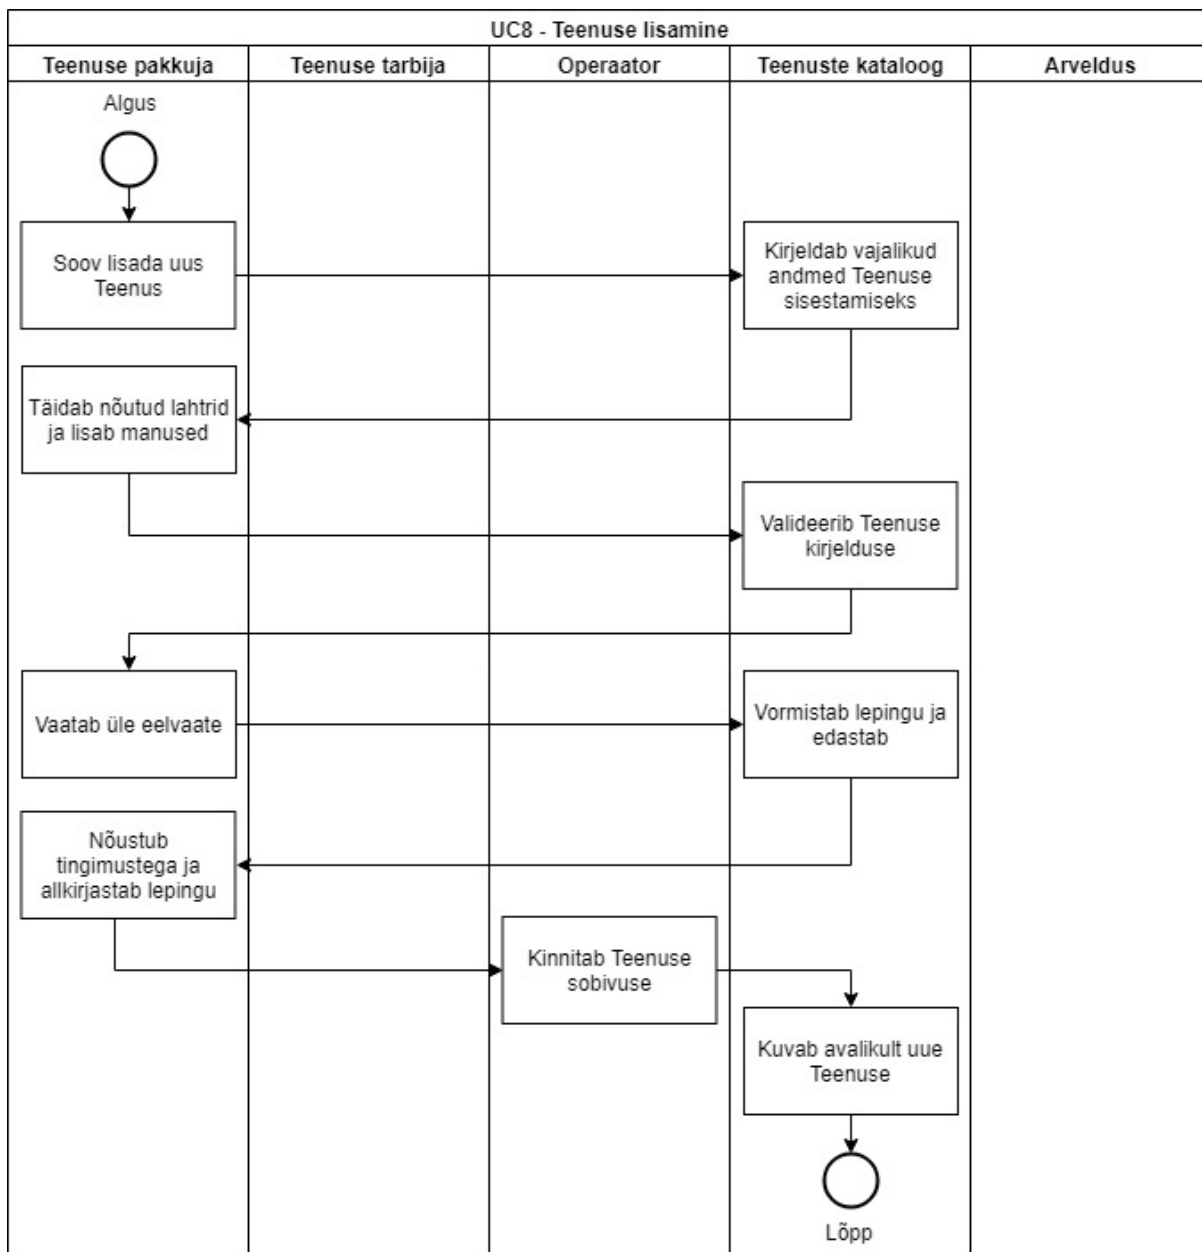 UC8 - Teenuse lisamine
Teenuse pakkuja
Teenuse tarbija
Operaator
Teenuste kataloog
Arveldus
Algus
Soov lisada uus
Teenus
Kirjeldab vajalikud
andmed Teenuse
sisestamiseks
Täidab nõutud lahtrid
ja lisab manused
Valideerib Teenuse
kirjelduse
Vaatab üle eelvaate
Vormistab lepingu ja
edastab
Nõustub
tingimustega ja
allkirjastab lepingu
Kinnitab Teenuse
sobivuse
Kuvab avalikult uue
Teenuse
Lõpp